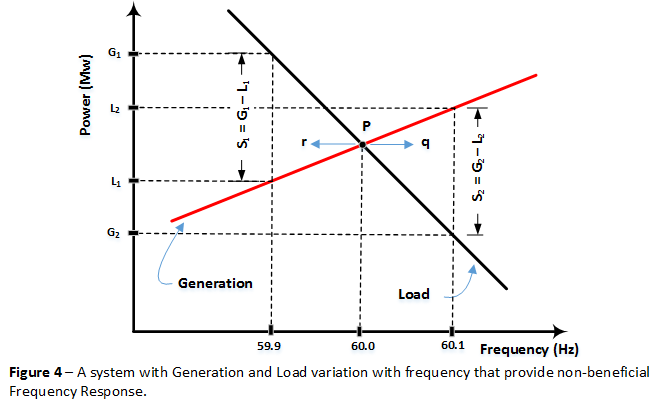 Power (Mw)
G₁
L₂
L₁
G₂
S₁ = G₁ – L₁
P
r
q
S₂ = G₂ – L₂
Generation
Load
59.9
60.0
60.1
Frequency (Hz)
Figure 4 – A system with Generation and Load variation with frequency that provide non-beneficial
Frequency Response.